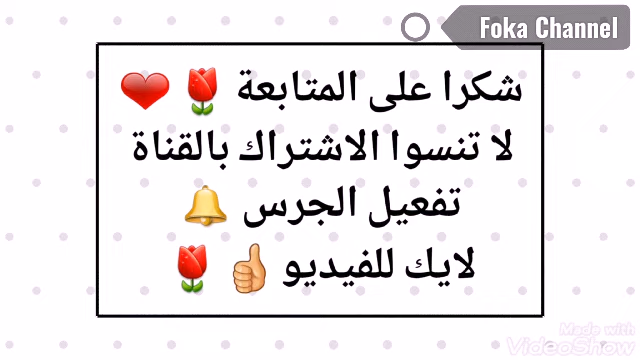 Foka Channel
شكرا على المتابعة 🌷 ❤️
لا تنسوا الاشتراك بالقناة
تفعيل الجرس 🔔
لايك للفيديو 👍 🌷
Made with
VideoShow